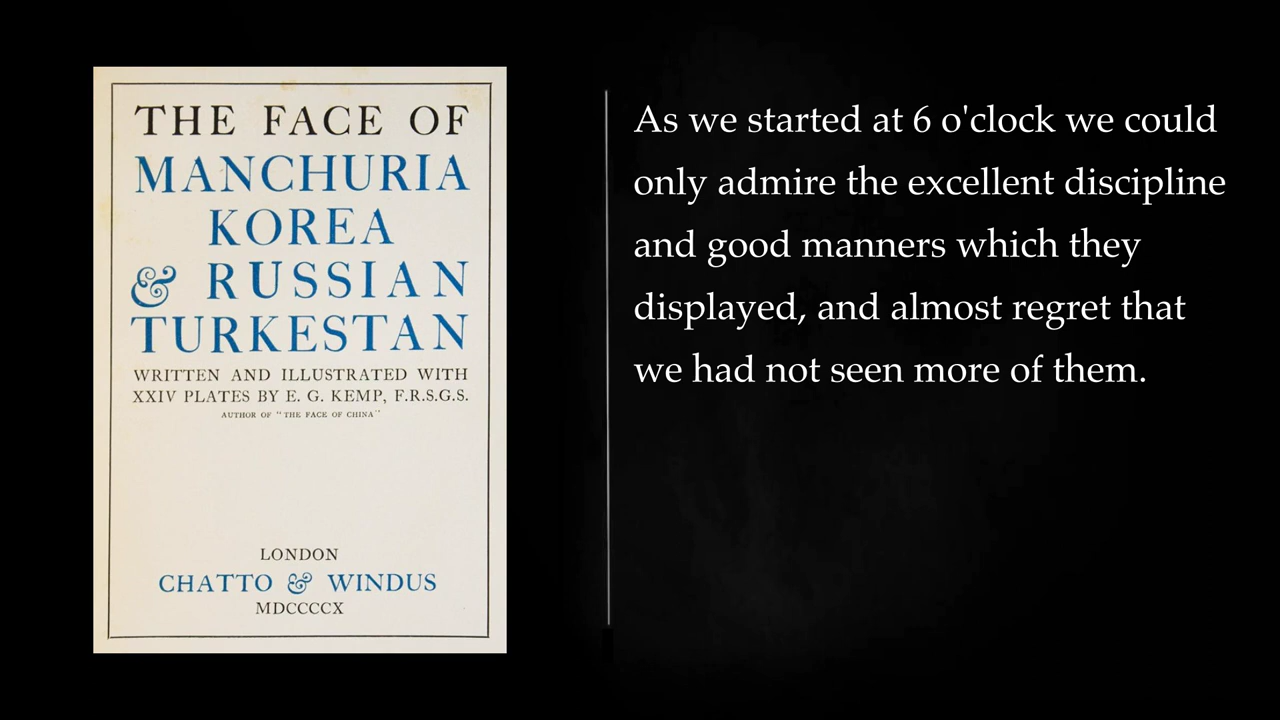 THE FACE OF
MANCHURIA
KOREA
& RUSSIAN
TURKESTAN
WRITTEN AND ILLUSTRATED WITH
XXIV PLATES BY E. G. KEMP, F.R.S.G.S.
AUTHOR OF "THE FACE OF CHINA"
LONDON
CHATTO & WINDUS
MDCCCCX
As we started at 6 o'clock we could
only admire the excellent discipline
and good manners which they
displayed, and almost regret that
we had not seen more of them.